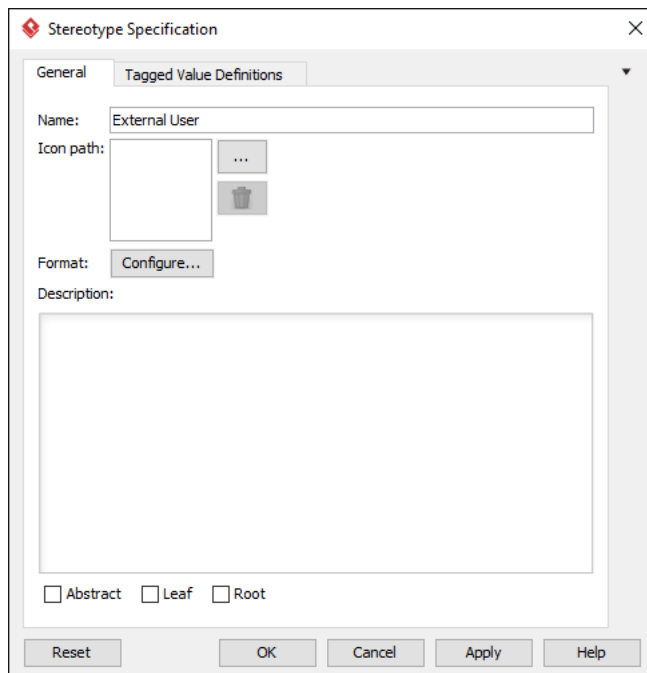 Stereotype Specification
General
Tagged Value Definitions
Name: External User
Icon path:
...
Format: Configure...
Description:
Abstract Leaf Root
Reset OK Cancel Apply Help